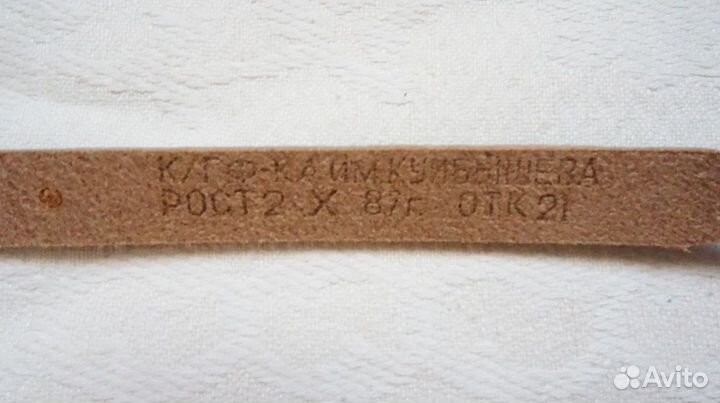 К/Г Ф-КА ИМ.КУЙБЫШЕВА
РОСТ 2 X 87г. ОТК 21
Avito